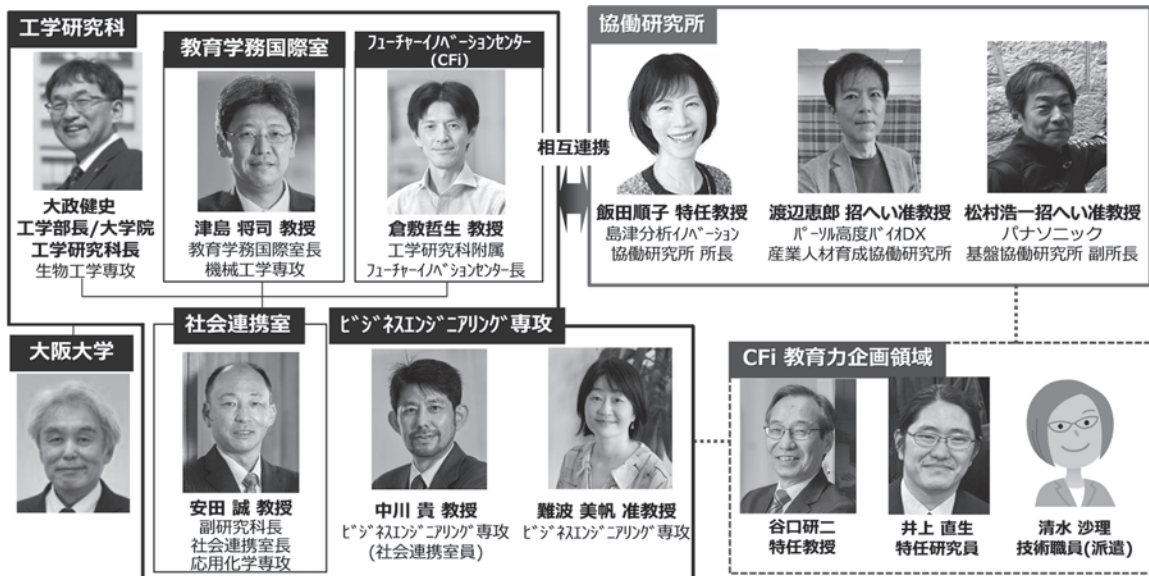 工学研究科
教育学務国際室
フューチャーイノベーションセンター
(CFi)
大政健史
工学部長/大学院
工学研究科長
生物工学専攻
津島 将司 教授
教育学務国際室長
機械工学専攻
倉敷哲生 教授
工学研究科附属
フューチャーイノベーションセンター長
相互連携
協働研究所
飯田順子 特任教授
島津分析イノベーション
協働研究所 所長
渡辺恵郎 招へい准教授
パーソル高度バイオDX
産業人材育成協働研究所
松村浩一招へい准教授
パナソニック
基盤協働研究所 副所長
大阪大学
社会連携室
安田 誠 教授
副研究科長
社会連携室長
応用化学専攻
ビジネスエンジニアリング専攻
中川 貴 教授
ビジネスエンジニアリング専攻
(社会連携室員)
難波 美帆 准教授
ビジネスエンジニアリング専攻
CFi 教育力企画領域
谷口研二
特任教授
井上 直生
特任研究員
清水 沙理
技術職員(派遣)